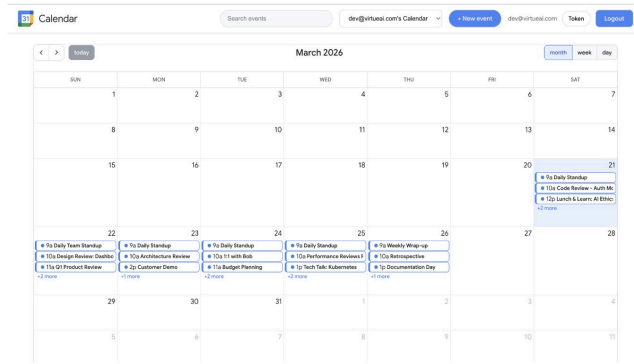 31 Calendar Search events dev@virtueai.com's Calendar + New event dev@virtueai.com Token Logout
< > today March 2026 month week day
SUN MON TUE WED THU FRI SAT
1 2 3 4 5 6 7
8 9 10 11 12 13 14
15 16 17 18 19 20 21
9a Daily Standup
10a Code Review - Auth Mc
12p Lunch & Learn: AI Ethic
+2 more
22 23 24 25 26 27 28
9a Daily Team Standup 9a Daily Standup 9a Daily Standup 9a Daily Standup 9a Weekly Wrap-up
10a Design Review: Dashbo 10a Architecture Review 10a 1:1 with Bob 10a Performance Reviews F 10a Retrospective
11a Q1 Product Review 2p Customer Demo 11a Budget Planning 1p Tech Talk: Kubernetes 1p Documentation Day
+2 more +1 more +2 more +2 more +1 more
29 30 31 1 2 3 4
5 6 7 8 9 10 11